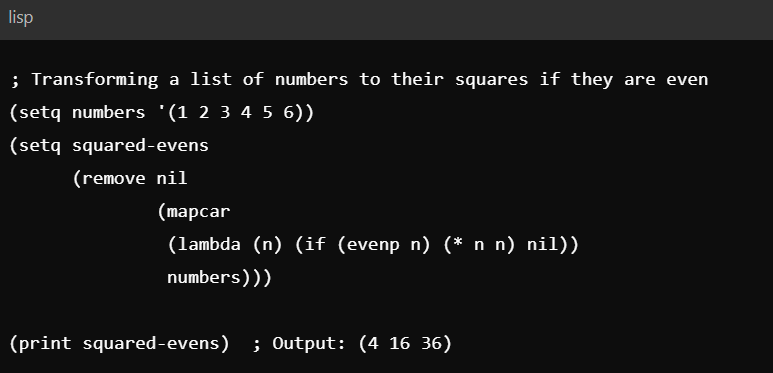 lisp
; Transforming a list of numbers to their squares if they are even
(setq numbers '(1 2 3 4 5 6))
(setq squared-evens
      (remove nil
              (mapcar
               (lambda (n) (if (evenp n) (* n n) nil))
               numbers)))

(print squared-evens)  ; Output: (4 16 36)